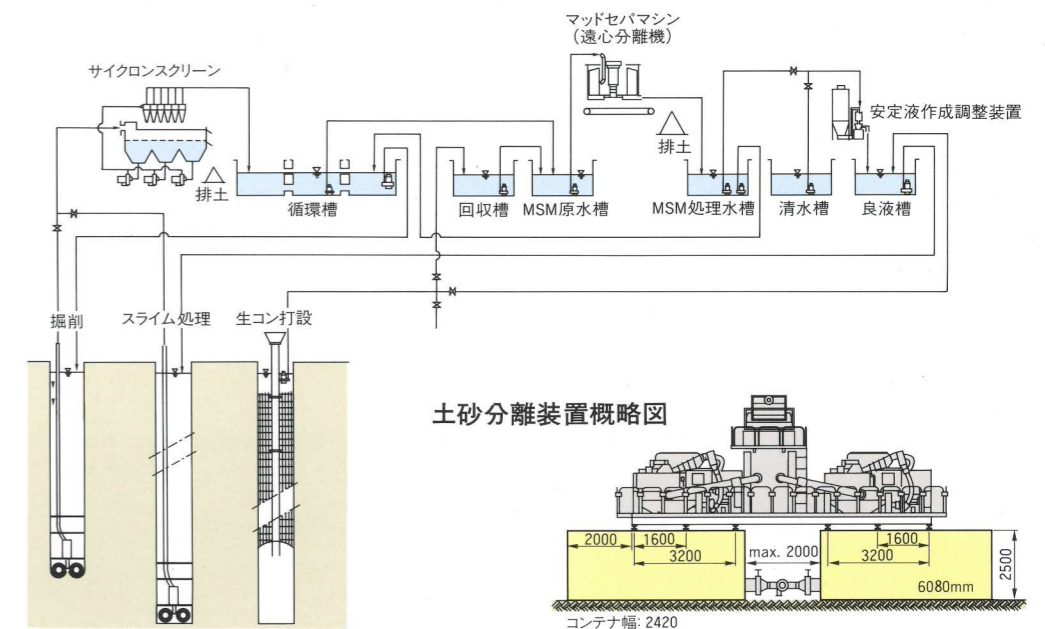 マッドセパマシン
(遠心分離機)
サイクロンスクリーン
安定液作成調整装置
排土
排土
循環槽
回収槽
MSM原水槽
MSM処理水槽
清水槽
良液槽
掘削
スライム処理
生コン打設
土砂分離装置概略図
2000
1600
3200
max. 2000
1600
3200
2500
6080mm
コンテナ幅: 2420